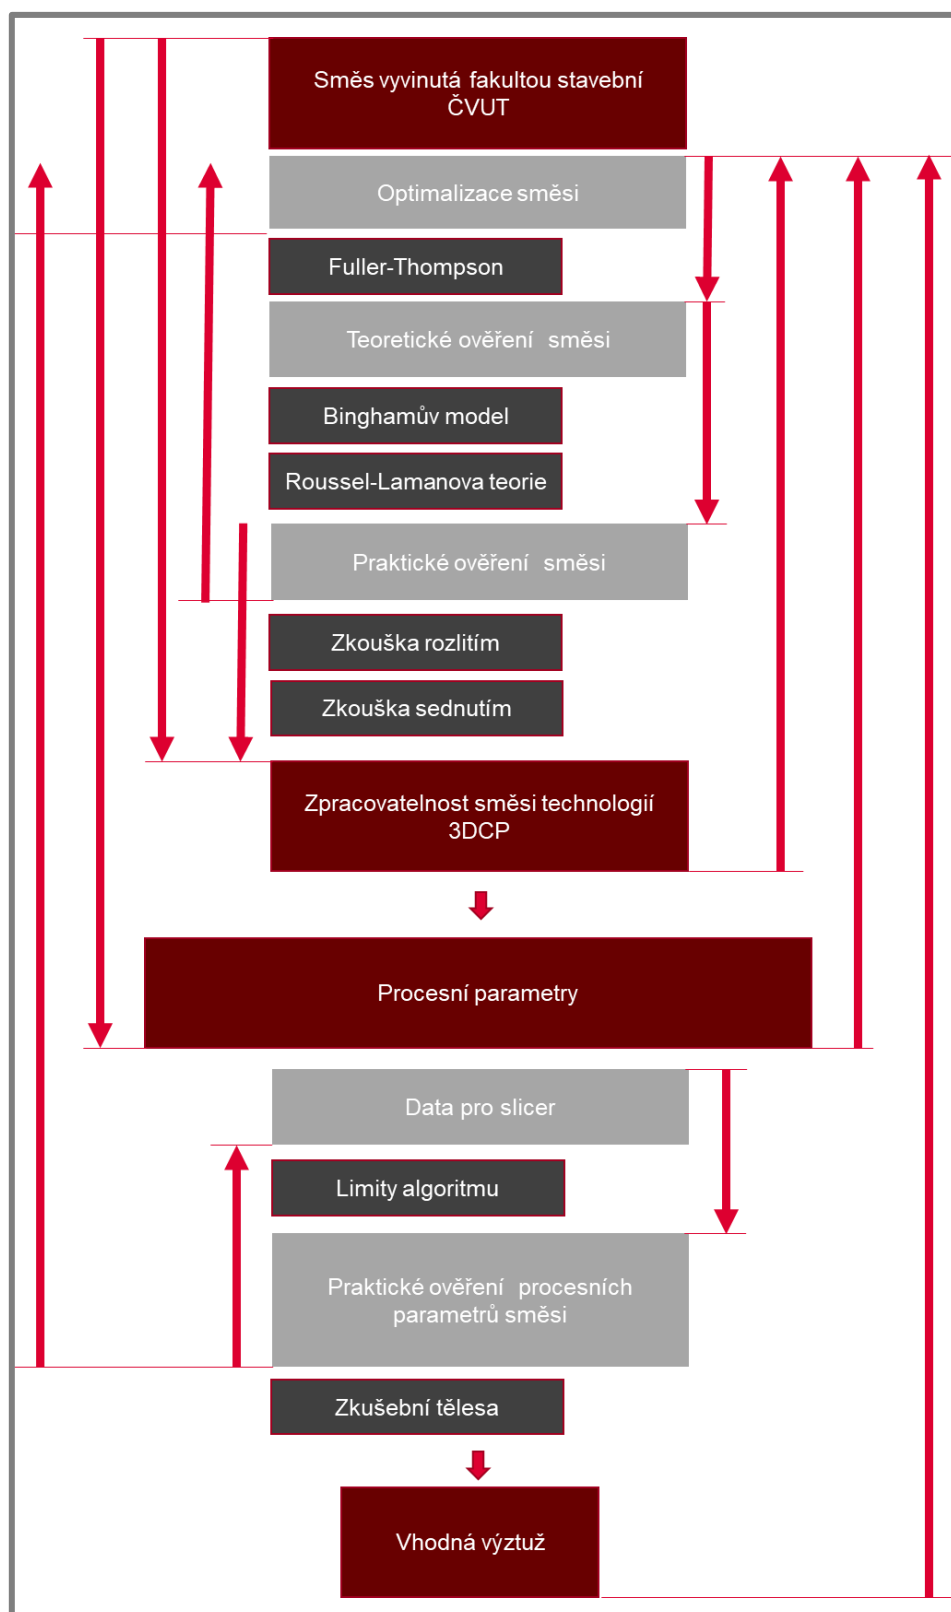 Směs vyvinutá fakultou stavební
ČVUT
Optimalizace směsi
Fuller-Thompson
Teoretické ověření směsi
Binghamův model
Roussel-Lamanova teorie
Praktické ověření směsi
Zkouška rozlitím
Zkouška sednutím
Zpracovatelnost směsi technologií
3DCP
Procesní parametry
Data pro slicer
Limity algoritmu
Praktické ověření procesních
parametrů směsi
Zkušební tělesa
Vhodná výztuž